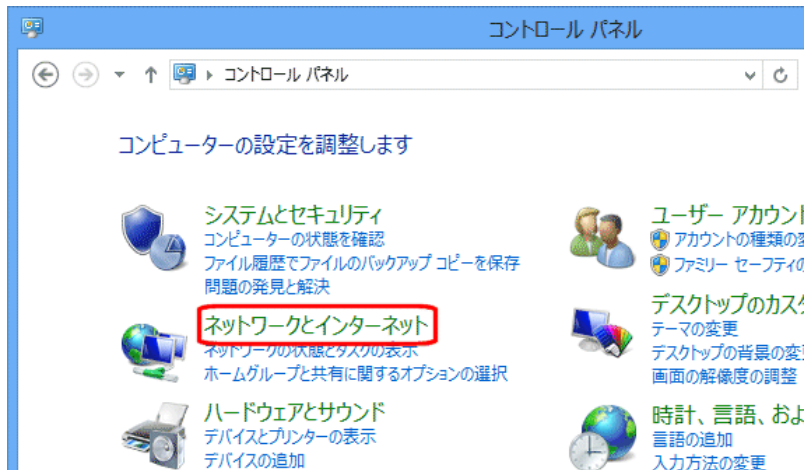 コントロール パネル
コントロール パネル
コンピューターの設定を調整します
システムとセキュリティ
コンピューターの状態を確認
ファイル履歴でファイルのバックアップ コピーを保存
問題の発見と解決
ネットワークとインターネット
ネットワークの状態とタスクの表示
ホームグループと共有に関するオプションの選択
ハードウェアとサウンド
デバイスとプリンターの表示
デバイスの追加
ユーザー アカウント
アカウントの種類の変
ファミリー セーフティの
デスクトップのカスタ
テーマの変更
デスクトップの背景の変
画面の解像度の調整
時計、言語、およ
言語の追加
入力方法の変更